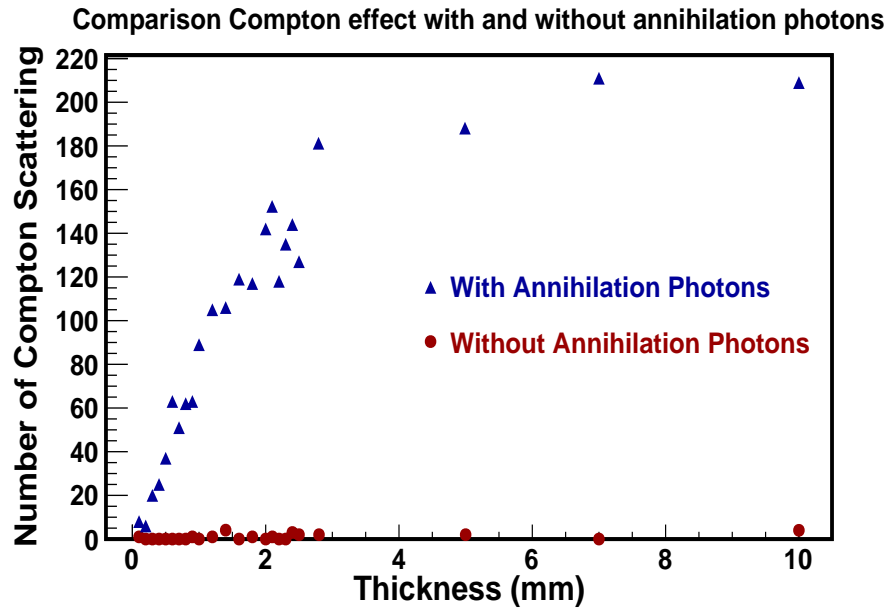 Comparison Compton effect with and without annihilation photons
Number of Compton Scattering
220
200
180
160
140
120
100
80
60
40
20
0
With Annihilation Photons
Without Annihilation Photons
0 2 4 6 8 10
Thickness (mm)